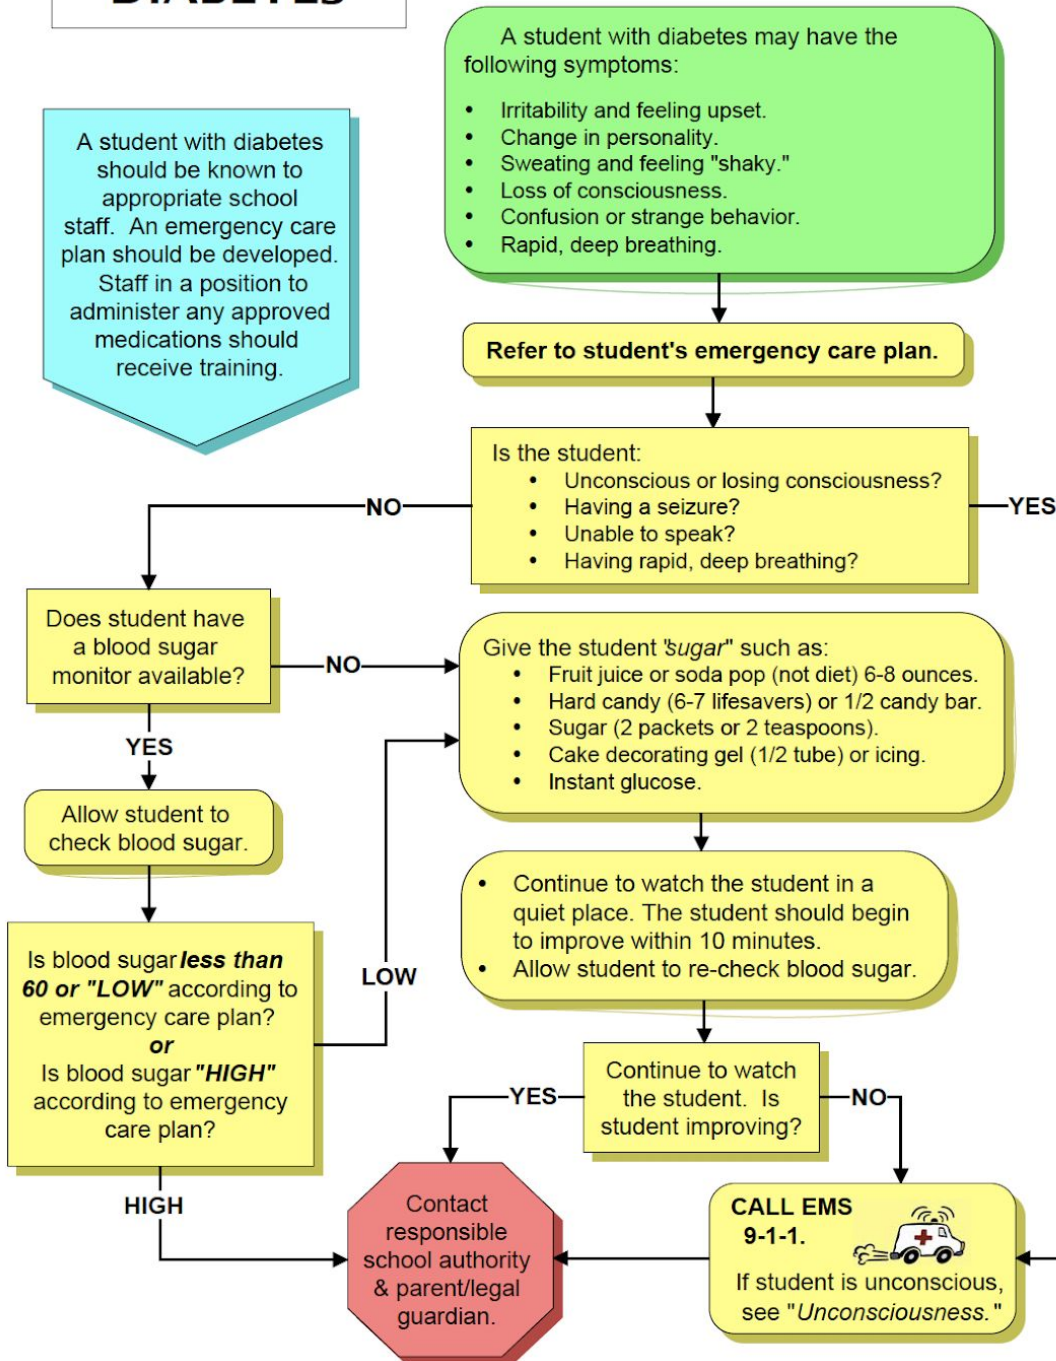 DIABETES
A student with diabetes may have the
following symptoms:
• Irritability and feeling upset.
• Change in personality.
• Sweating and feeling "shaky."
• Loss of consciousness.
• Confusion or strange behavior.
• Rapid, deep breathing.
A student with diabetes
should be known to
appropriate school
staff. An emergency care
plan should be developed.
Staff in a position to
administer any approved
medications should
receive training.
Refer to student's emergency care plan.
Is the student:
• Unconscious or losing consciousness?
• Having a seizure?
• Unable to speak?
• Having rapid, deep breathing?
NO
YES
Does student have
a blood sugar
monitor available?
NO
YES
Give the student "sugar" such as:
• Fruit juice or soda pop (not diet) 6-8 ounces.
• Hard candy (6-7 lifesavers) or 1/2 candy bar.
• Sugar (2 packets or 2 teaspoons).
• Cake decorating gel (1/2 tube) or icing.
• Instant glucose.
Allow student to
check blood sugar.
• Continue to watch the student in a
quiet place. The student should begin
to improve within 10 minutes.
• Allow student to re-check blood sugar.
Is blood sugar less than
60 or "LOW" according to
emergency care plan?
or
Is blood sugar "HIGH"
according to emergency
care plan?
LOW
HIGH
Continue to watch
the student. Is
student improving?
YES
NO
Contact
responsible
school authority
& parent/legal
guardian.
CALL EMS
9-1-1.
If student is unconscious,
see "Unconsciousness."